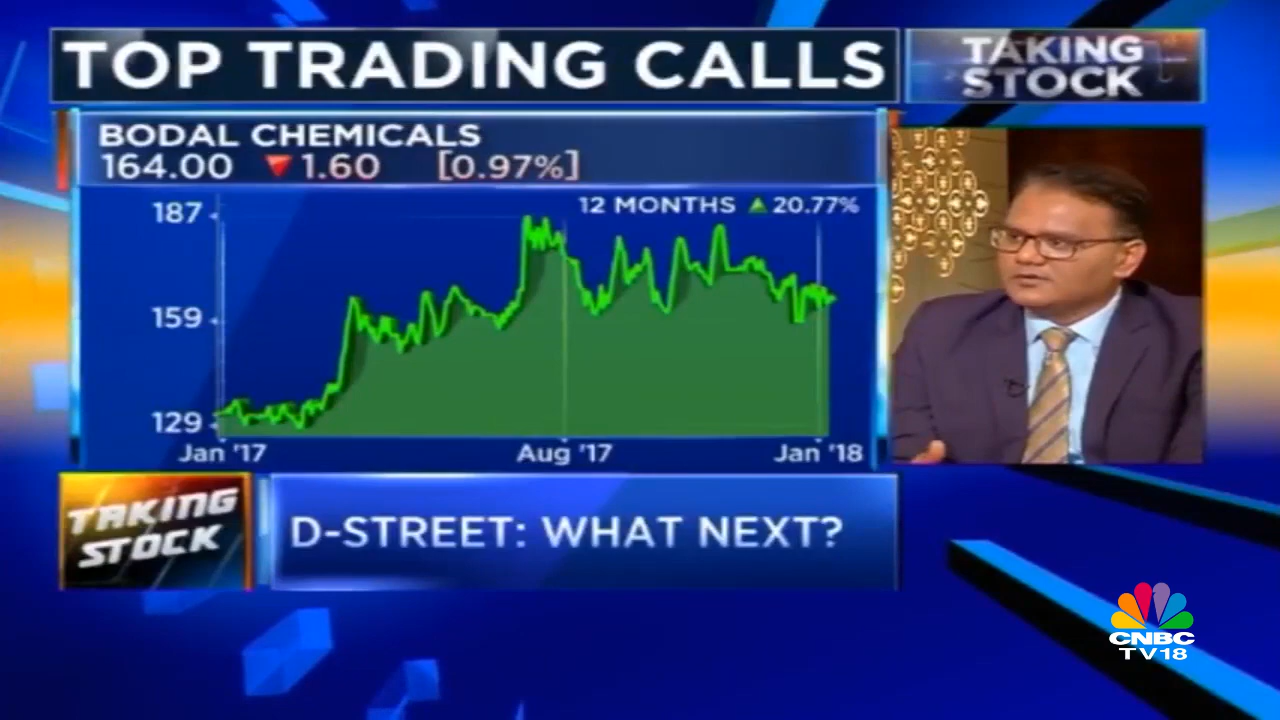 TOP TRADING CALLS
TAKING
STOCK
BODAL CHEMICALS
164.00 ▼ 1.60 [0.97%]
12 MONTHS ▲ 20.77%
187
159
129
Jan '17 Aug '17 Jan '18
TAKING
STOCK
D-STREET: WHAT NEXT?
CNBC
TV18